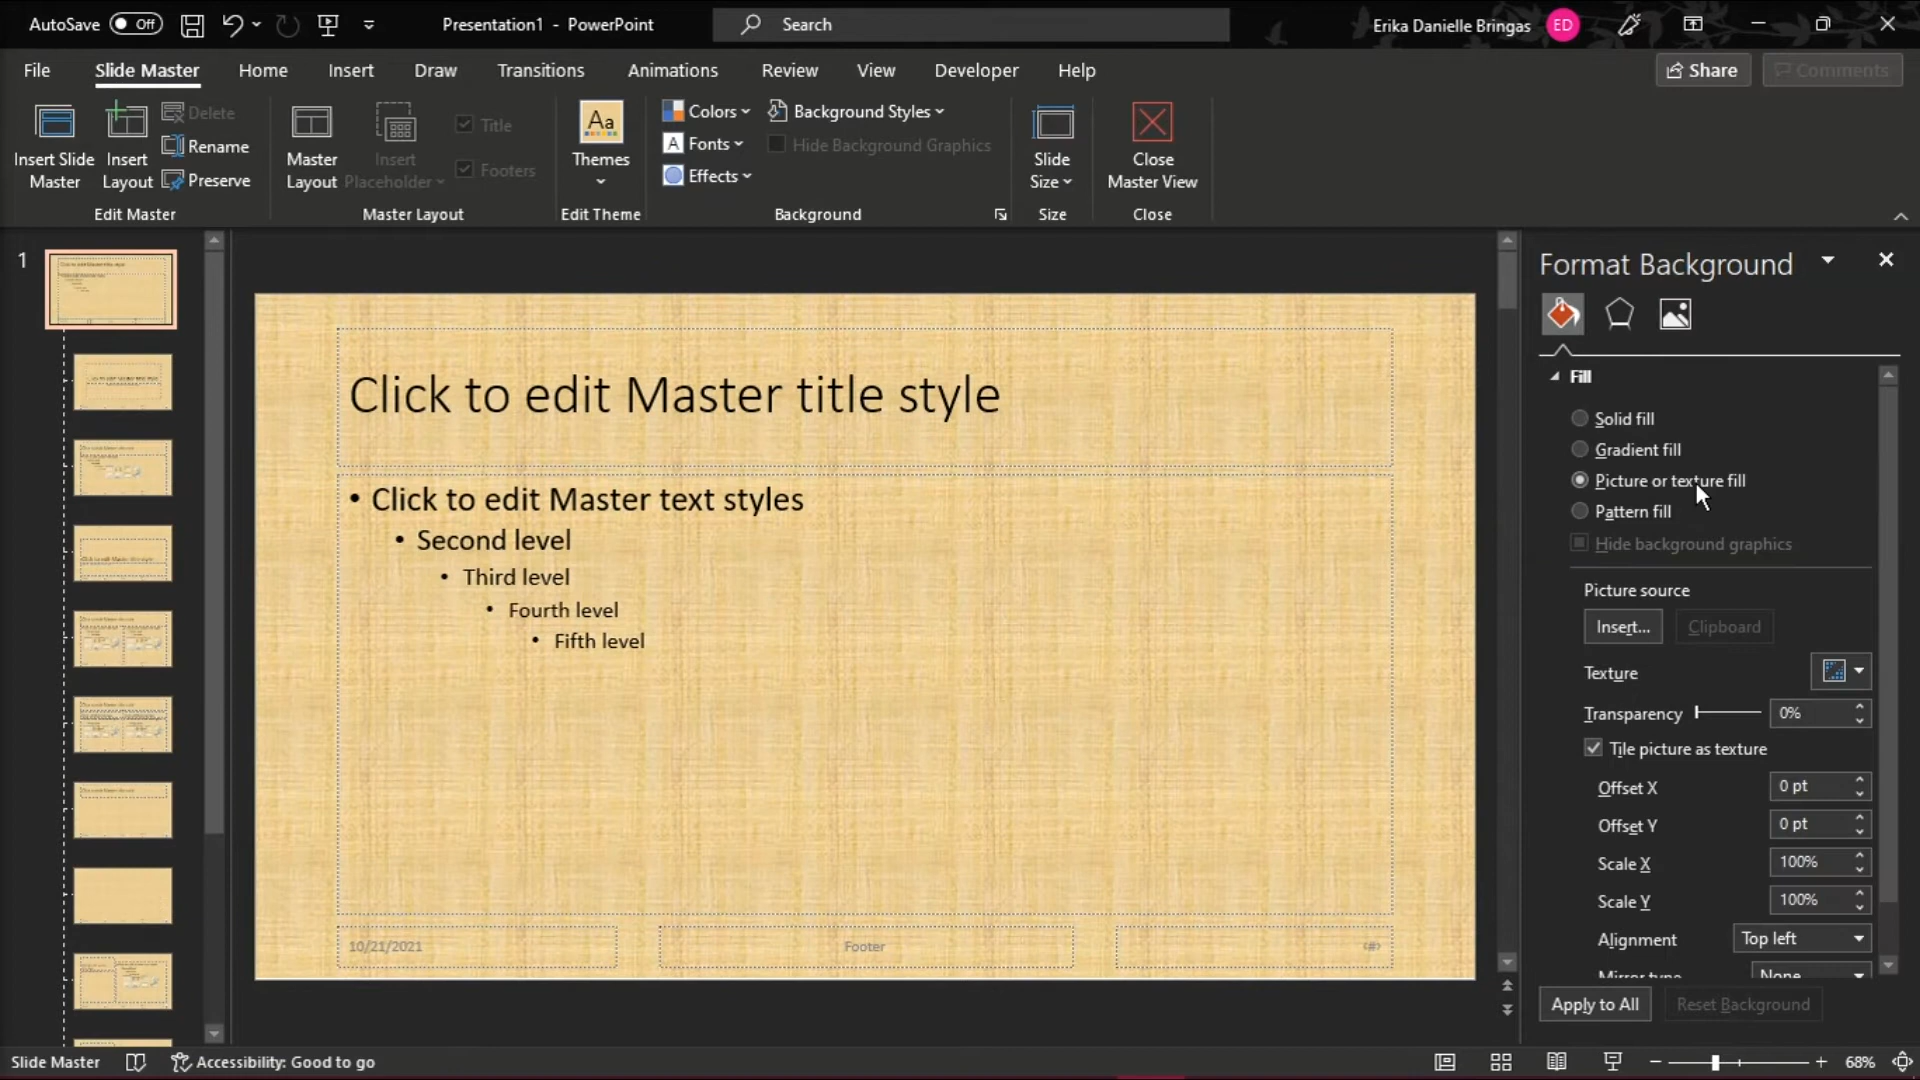 AutoSave Off Presentation1 - PowerPoint Search Erika Danielle Bringas ED
File Slide Master Home Insert Draw Transitions Animations Review View Developer Help Share Comments
Insert Slide Master
Insert Layout
Delete
Rename
Preserve
Edit Master
Master Layout
Insert Placeholder
Title
Footers
Master Layout
Aa
Themes
Edit Theme
Colors
A Fonts
Effects
Background Styles
Hide Background Graphics
Background
Slide Size
Size
Close Master View
Close
1
Click to edit Master title style
• Click to edit Master text styles
• Second level
• Third level
• Fourth level
• Fifth level
10/21/2021 Footer ‹#›
Format Background
Fill
Solid fill
Gradient fill
Picture or texture fill
Pattern fill
Hide background graphics
Picture source
Insert... Clipboard
Texture
Transparency 0%
Tile picture as texture
Offset X 0 pt
Offset Y 0 pt
Scale X 100%
Scale Y 100%
Alignment Top left
Mirror type None
Apply to All Reset Background
Slide Master Accessibility: Good to go 68%